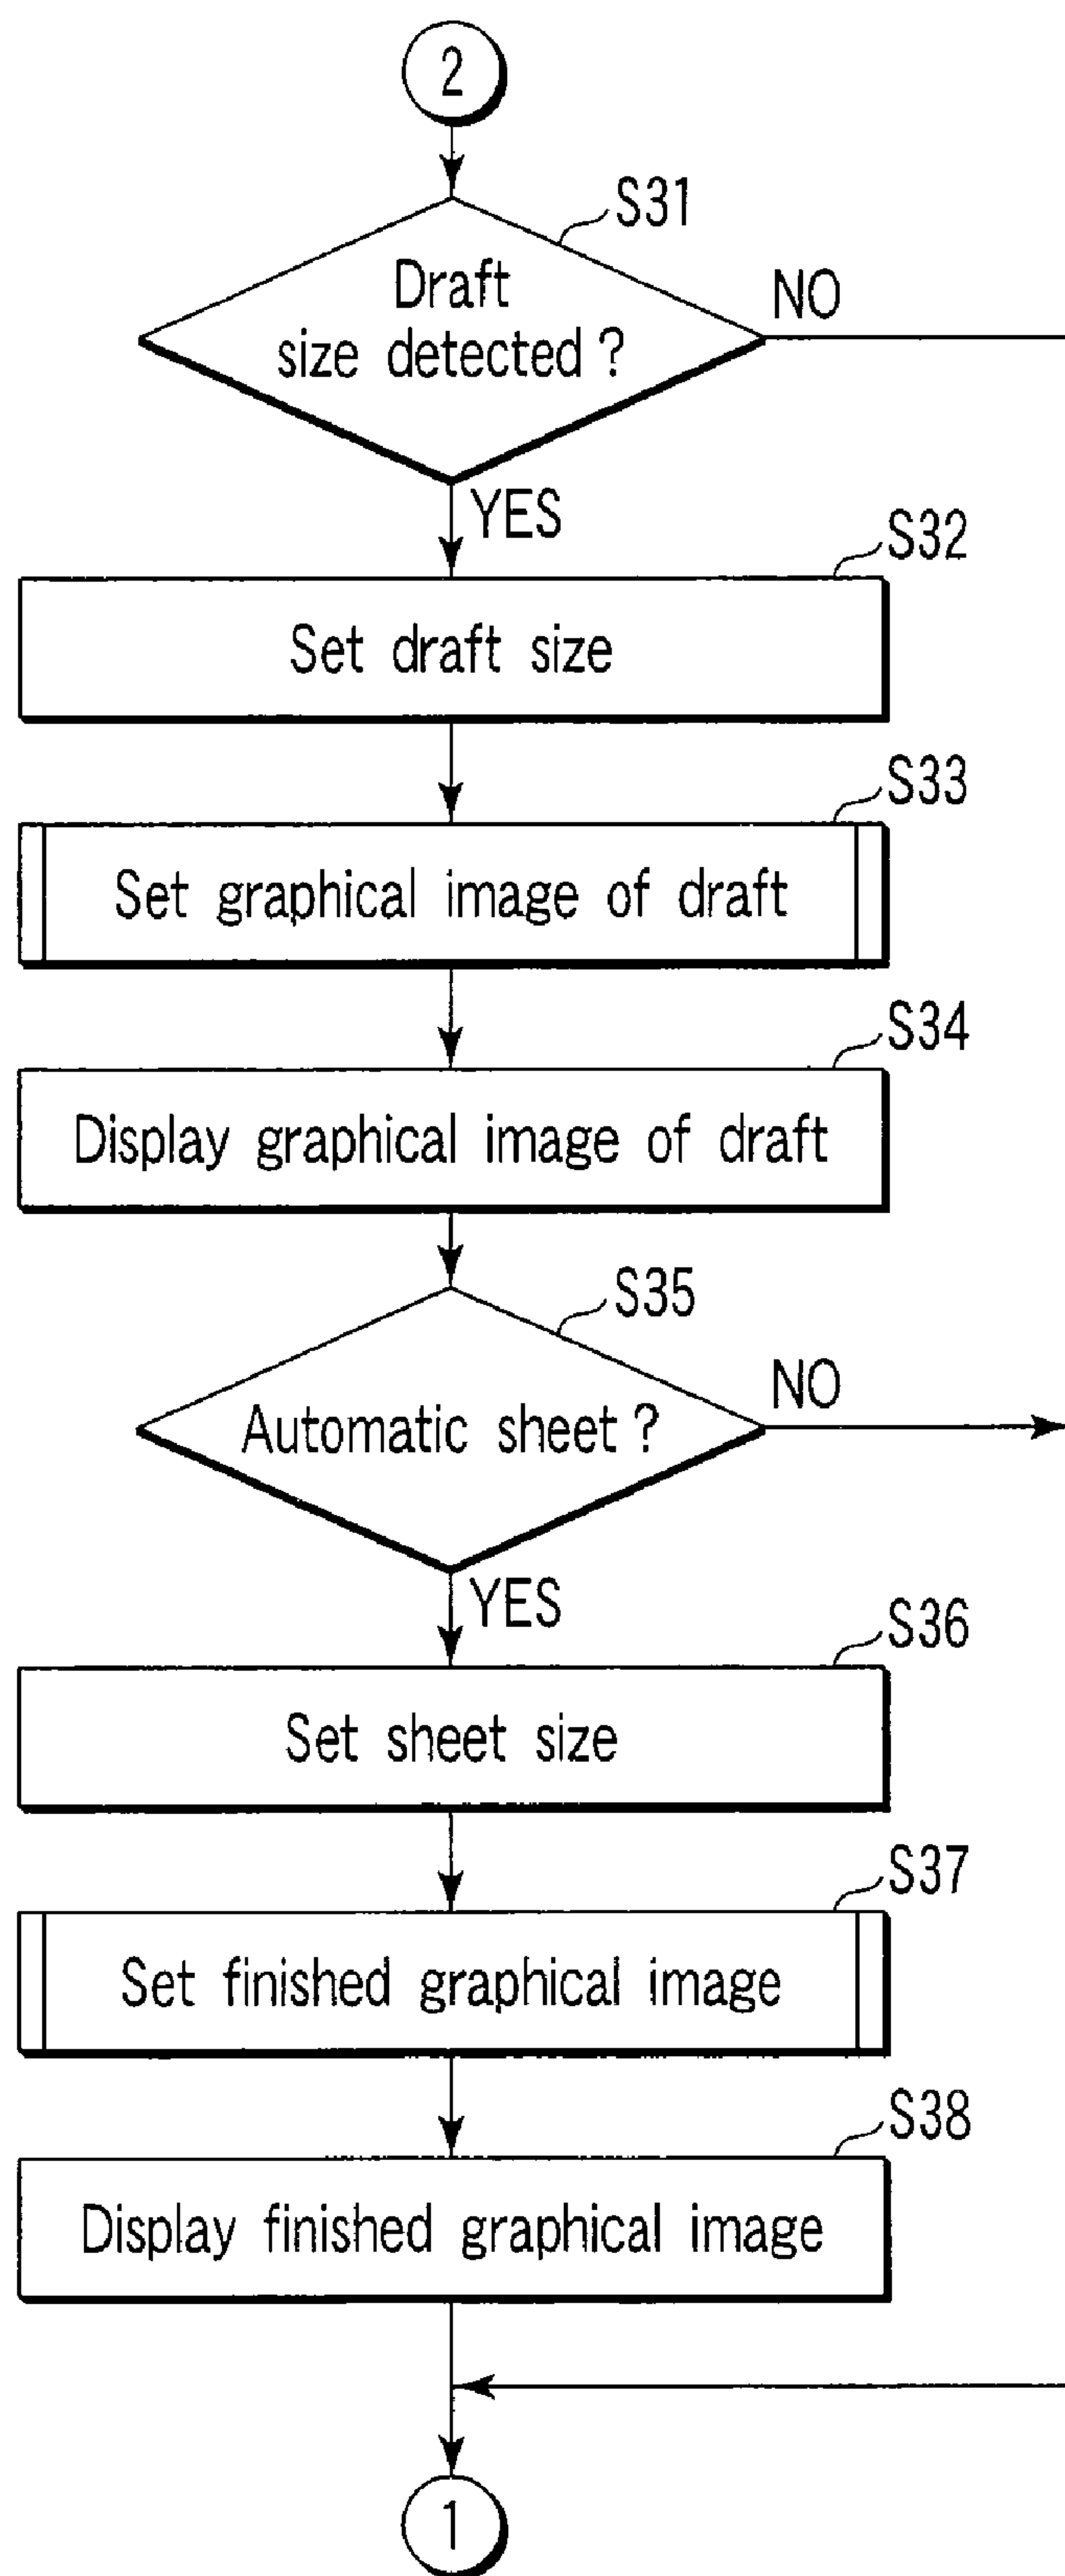 2
S31
Draft
size detected ?
NO
YES
S32
Set draft size
S33
Set graphical image of draft
S34
Display graphical image of draft
S35
Automatic sheet ?
NO
YES
S36
Set sheet size
S37
Set finished graphical image
S38
Display finished graphical image
1